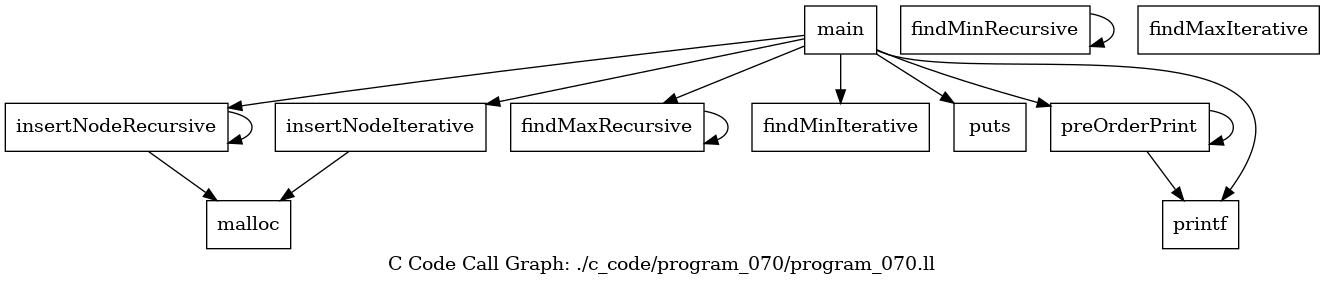 main
findMinRecursive
findMaxIterative
insertNodeRecursive
insertNodeIterative
findMaxRecursive
findMinIterative
puts
preOrderPrint
malloc
printf
C Code Call Graph: ./c_code/program_070/program_070.ll